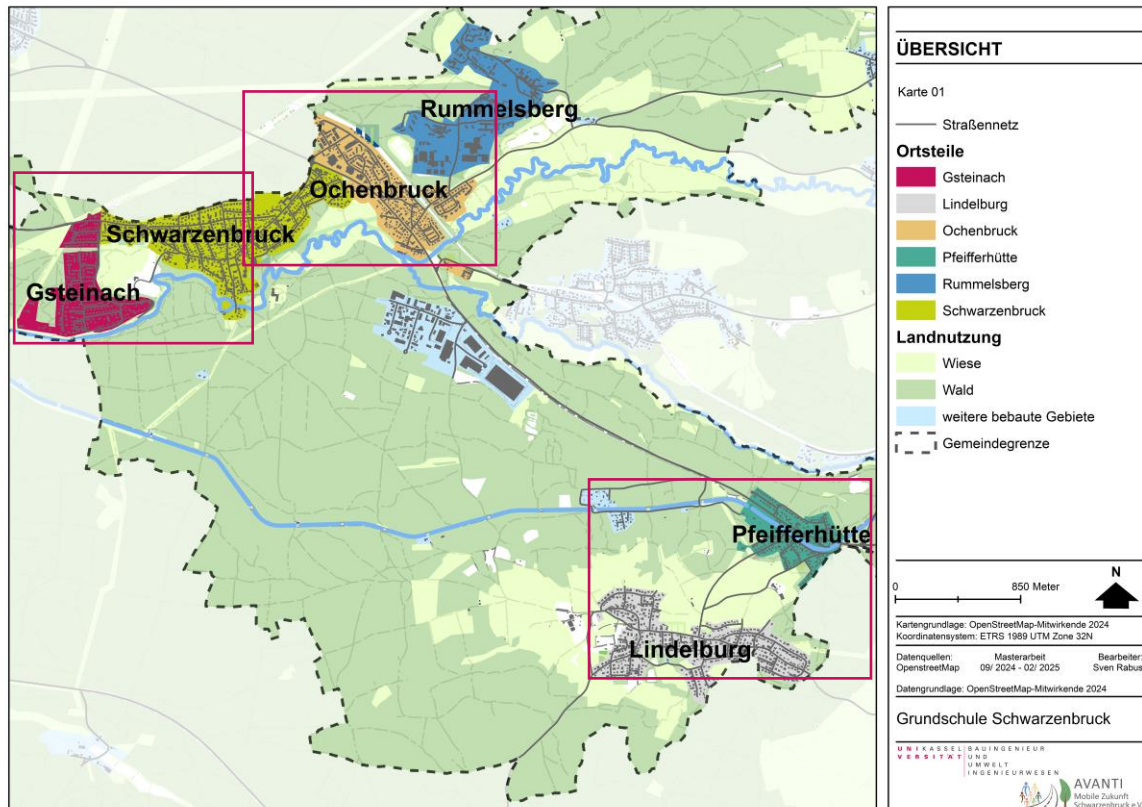 Rummelsberg
Ochenbruck
Schwarzenbruck
Gsteinach
Pfeifferhütte
Lindelburg
ÜBERSICHT
Karte 01
Straßennetz
Ortsteile
Gsteinach
Lindelburg
Ochenbruck
Pfeifferhütte
Rummelsberg
Schwarzenbruck
Landnutzung
Wiese
Wald
weitere bebaute Gebiete
Gemeindegrenze
0 850 Meter
N
Kartengrundlage: OpenStreetMap-Mitwirkende 2024
Koordinatensystem: ETRS 1989 UTM Zone 32N
Datenquellen: Masterarbeit Bearbeiter:
OpenstreetMap 09/ 2024 - 02/ 2025 Sven Rabus
Datengrundlage: OpenStreetMap-Mitwirkende 2024
Grundschule Schwarzenbruck
UNIKASSEL BAUINGENIEUR
VERSITÄT UND
UMWELT
INGENIEURWESEN
AVANTI
Mobile Zukunft
Schwarzenbruck e.V.